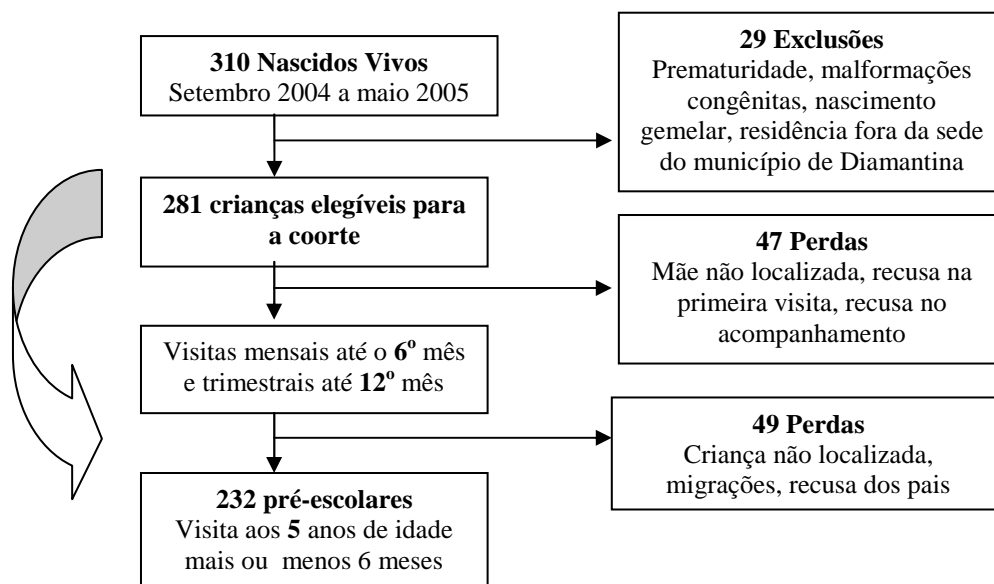 310 Nascidos Vivos
Setembro 2004 a maio 2005
29 Exclusões
Prematuridade, malformações
congênitas, nascimento
gemelar, residência fora da sede
do município de Diamantina
281 crianças elegíveis para
a coorte
47 Perdas
Mãe não localizada, recusa na
primeira visita, recusa no
acompanhamento
Visitas mensais até o 6º mês
e trimestrais até 12º mês
49 Perdas
Criança não localizada,
migrações, recusa dos pais
232 pré-escolares
Visita aos 5 anos de idade
mais ou menos 6 meses